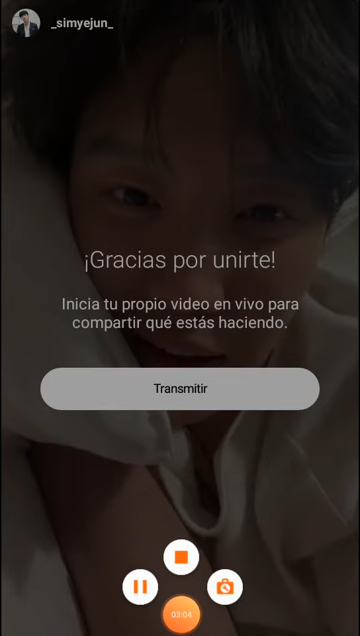 _simyejun_
¡Gracias por unirte!
Inicia tu propio video en vivo para
compartir qué estás haciendo.
Transmitir
03:04